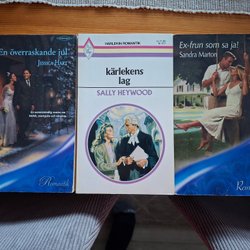 En överraskande jul
JESSICA HART
Romantik
HARLEQUIN ROMANTIK
kärlekens
lag
SALLY HEYWOOD
Ex-frun som sa ja!
Sandra Marton
Rom